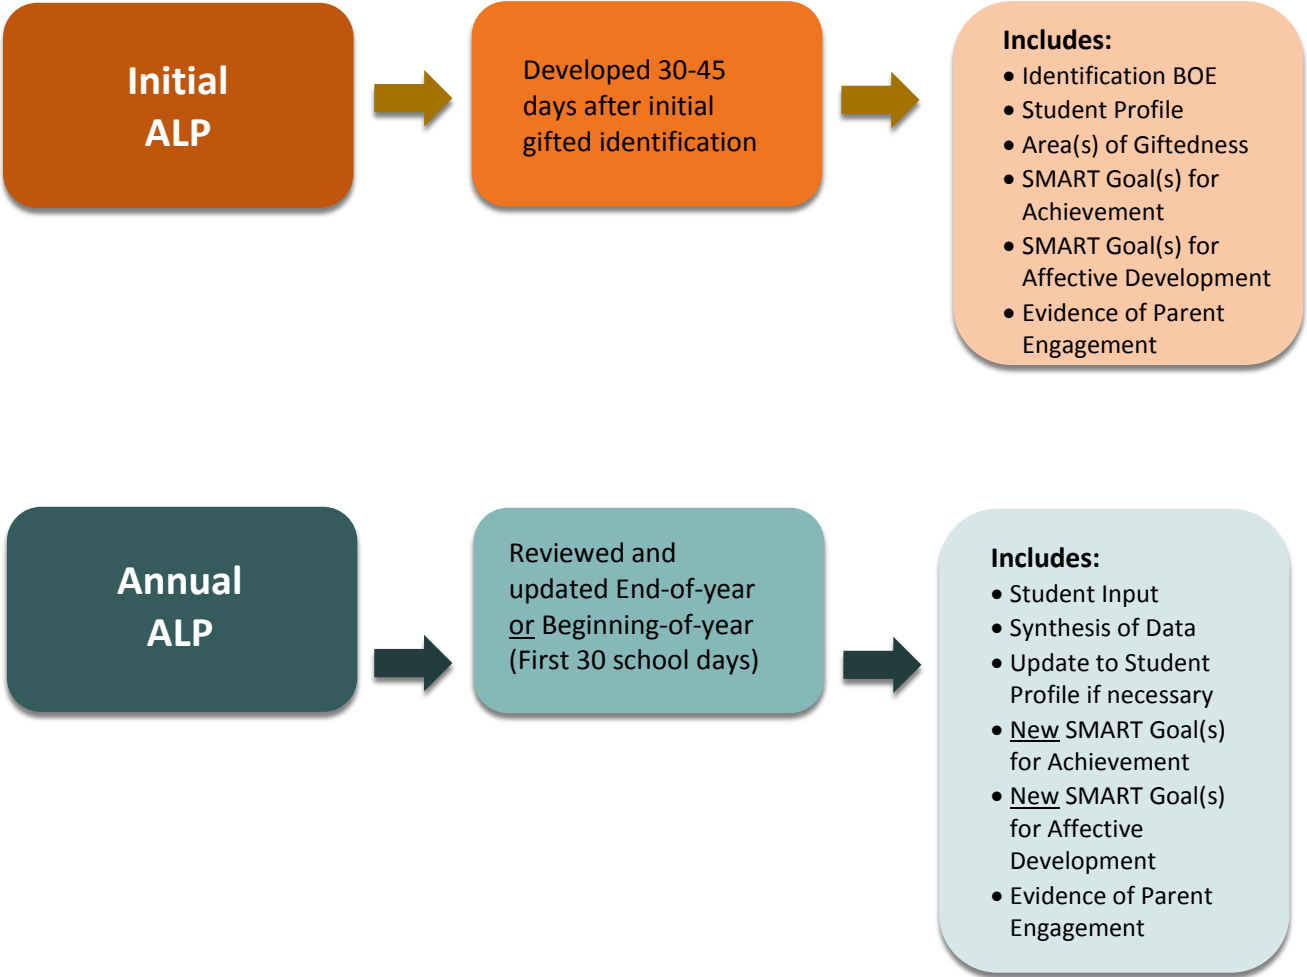 Initial
ALP
Developed 30-45
days after initial
gifted identification
Includes:
• Identification BOE
• Student Profile
• Area(s) of Giftedness
• SMART Goal(s) for
Achievement
• SMART Goal(s) for
Affective Development
• Evidence of Parent
Engagement
Annual
ALP
Reviewed and
updated End-of-year
or Beginning-of-year
(First 30 school days)
Includes:
• Student Input
• Synthesis of Data
• Update to Student
Profile if necessary
• New SMART Goal(s)
for Achievement
• New SMART Goal(s)
for Affective
Development
• Evidence of Parent
Engagement